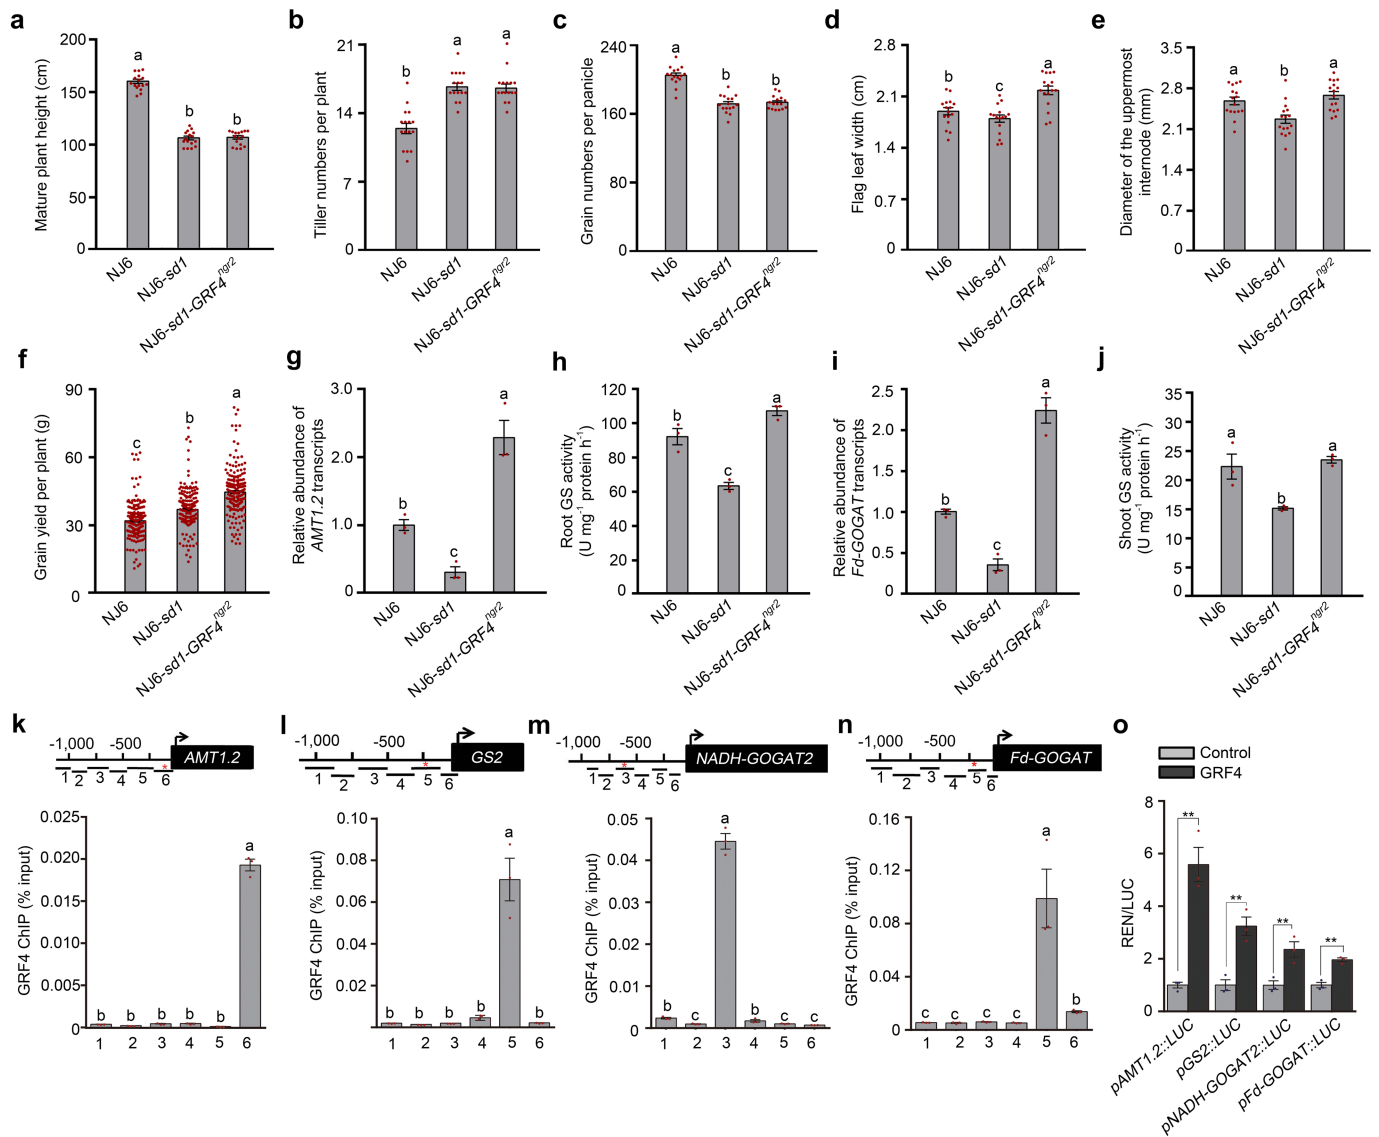 a
Mature plant height (cm)
200
150
100
50
0
a
b
b
NJ6
NJ6-sd1
NJ6-sd1-GRF4ngr2
b
Tiller numbers per plant
21
14
7
0
b
a
a
NJ6
NJ6-sd1
NJ6-sd1-GRF4ngr2
c
Grain numbers per panicle
240
160
80
0
a
b
b
NJ6
NJ6-sd1
NJ6-sd1-GRF4ngr2
d
Flag leaf width (cm)
2.8
2.1
1.4
0.7
0
b
c
a
NJ6
NJ6-sd1
NJ6-sd1-GRF4ngr2
e
Diameter of the uppermost
internode (mm)
3.5
2.8
2.1
1.4
0.7
0
a
b
a
NJ6
NJ6-sd1
NJ6-sd1-GRF4ngr2
f
Grain yield per plant (g)
90
60
30
0
c
b
a
NJ6
NJ6-sd1
NJ6-sd1-GRF4ngr2
g
Relative abundance of
AMT1.2 transcripts
3.0
2.0
1.0
0
b
c
a
NJ6
NJ6-sd1
NJ6-sd1-GRF4ngr2
h
Root GS activity
(U mg-1 protein h-1)
120
100
80
60
40
20
0
b
c
a
NJ6
NJ6-sd1
NJ6-sd1-GRF4ngr2
i
Relative abundance of
Fd-GOGAT transcripts
2.5
2.0
1.5
1.0
0.5
0
b
c
a
NJ6
NJ6-sd1
NJ6-sd1-GRF4ngr2
j
Shoot GS activity
(U mg-1 protein h-1)
35
30
25
20
15
10
5
0
a
b
a
NJ6
NJ6-sd1
NJ6-sd1-GRF4ngr2
k
-1,000 -500
AMT1.2
*
1 2 3 4 5 6
GRF4 ChIP (% input)
0.025
0.020
0.015
0.010
0.005
0
b b b b b a
1 2 3 4 5 6
l
-1,000 -500
GS2
*
1 2 3 4 5 6
GRF4 ChIP (% input)
0.10
0.08
0.06
0.04
0.02
0
b b b b a b
1 2 3 4 5 6
m
-1,000 -500
NADH-GOGAT2
*
1 2 3 4 5 6
GRF4 ChIP (% input)
0.05
0.04
0.03
0.02
0.01
0
b c a b c c
1 2 3 4 5 6
n
-1,000 -500
Fd-GOGAT
*
1 2 3 4 5 6
GRF4 ChIP (% input)
0.16
0.12
0.08
0.04
0
c c c c a b
1 2 3 4 5 6
o
Control
GRF4
REN/LUC
8
6
4
2
0
** ** ** **
pAMT1.2::LUC
pGS2::LUC
pNADH-GOGAT2::LUC
pFd-GOGAT::LUC